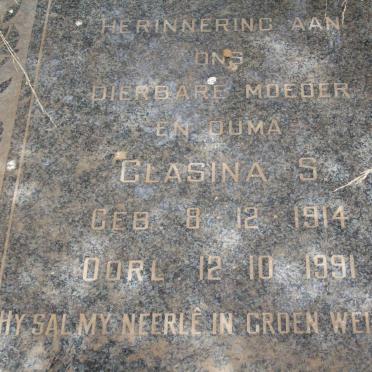 HERINNERING AAN
ONS
DIERBARE MOEDER
EN OUMA
CLASINA S
GEB 8 - 12 - 1914
OORL 12 - 10 - 1991
HY SAL MY NEERLÊ IN GROEN WEI